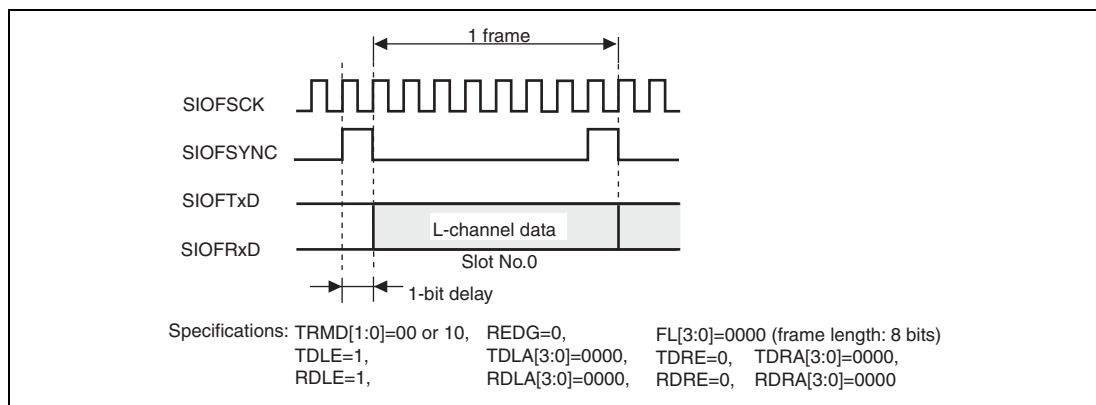 1 frame
SIOFSCK
SIOFSYNC
SIOFTxD
L-channel data
SIOFRxD
Slot No.0
1-bit delay
Specifications: TRMD[1:0]=00 or 10, REDG=0, FL[3:0]=0000 (frame length: 8 bits)
TDLE=1, TDLA[3:0]=0000, TDRE=0, TDRA[3:0]=0000,
RDLE=1, RDLA[3:0]=0000, RDRE=0, RDRA[3:0]=0000